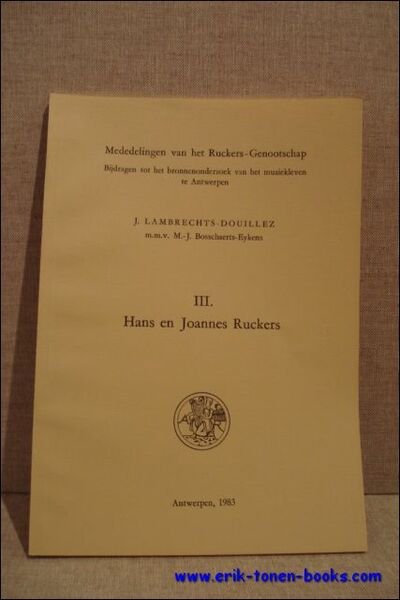 Mededelingen van het Ruckers-Genootschap
Bijdragen tot het bronnenonderzoek van het muziekleven
te Antwerpen
J. LAMBRECHTS-DOUILLEZ
m.m.v. M.-J. Bosschaerts-Eykens
III.
Hans en Joannes Ruckers
Antwerpen, 1983
www.erik-tonen-books.com